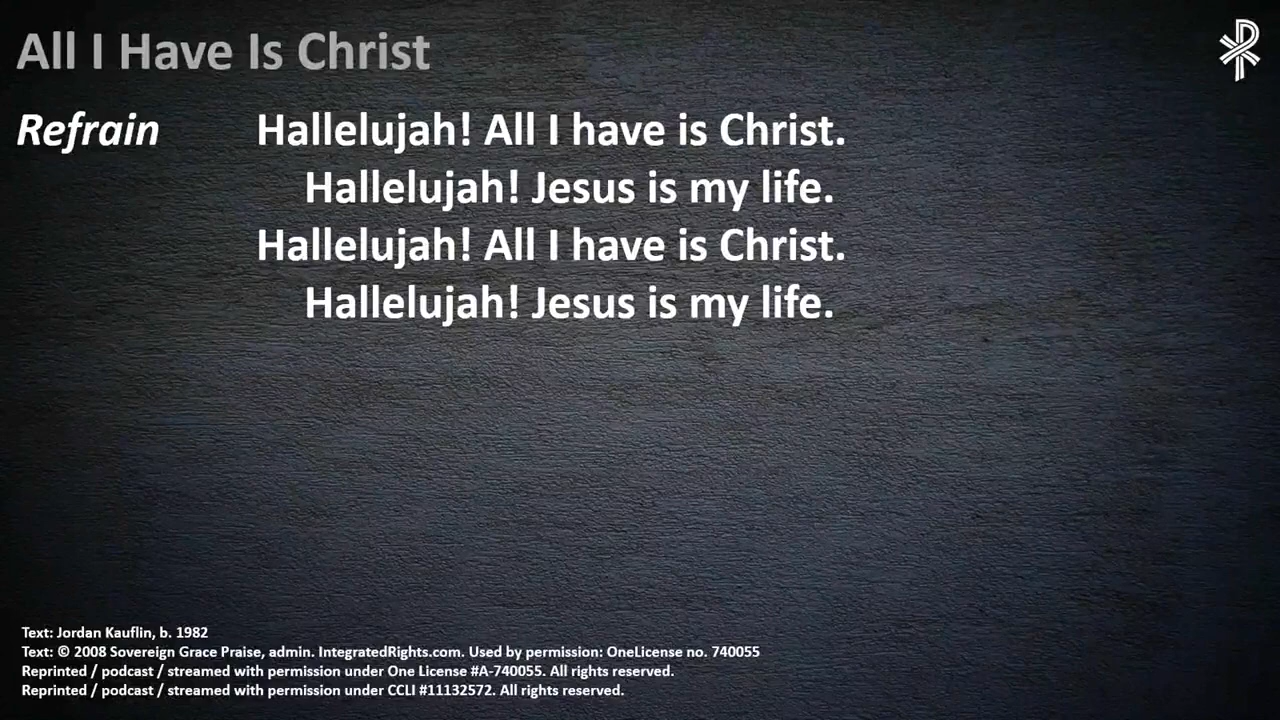 All I Have Is Christ
Refrain Hallelujah! All I have is Christ.
Hallelujah! Jesus is my life.
Hallelujah! All I have is Christ.
Hallelujah! Jesus is my life.
Text: Jordan Kauflin, b. 1982
Text: © 2008 Sovereign Grace Praise, admin. IntegratedRights.com. Used by permission: OneLicense no. 740055
Reprinted / podcast / streamed with permission under One License #A-740055. All rights reserved.
Reprinted / podcast / streamed with permission under CCLI #11132572. All rights reserved.